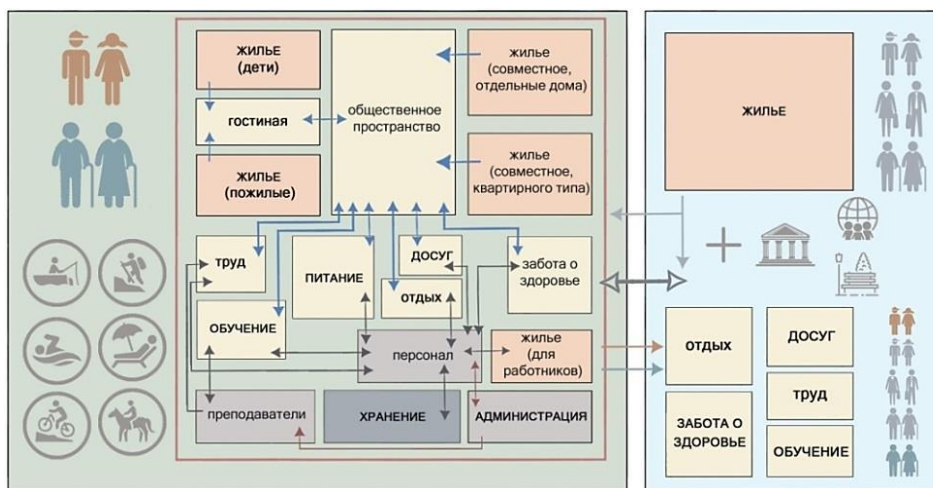 ЖИЛЬЕ
(дети)
гостиная
ЖИЛЬЕ
(пожилые)
общественное
пространство
жилье
(совместное,
отдельные дома)
жилье
(совместное,
квартирного типа)
труд
ПИТАНИЕ
ДОСУГ
отдых
забота о
здоровье
ОБУЧЕНИЕ
персонал
жилье
(для
работников)
преподаватели
ХРАНЕНИЕ
АДМИНИСТРАЦИЯ
ЖИЛЬЕ
отдых
ДОСУГ
труд
ЗАБОТА О
ЗДОРОВЬЕ
ОБУЧЕНИЕ